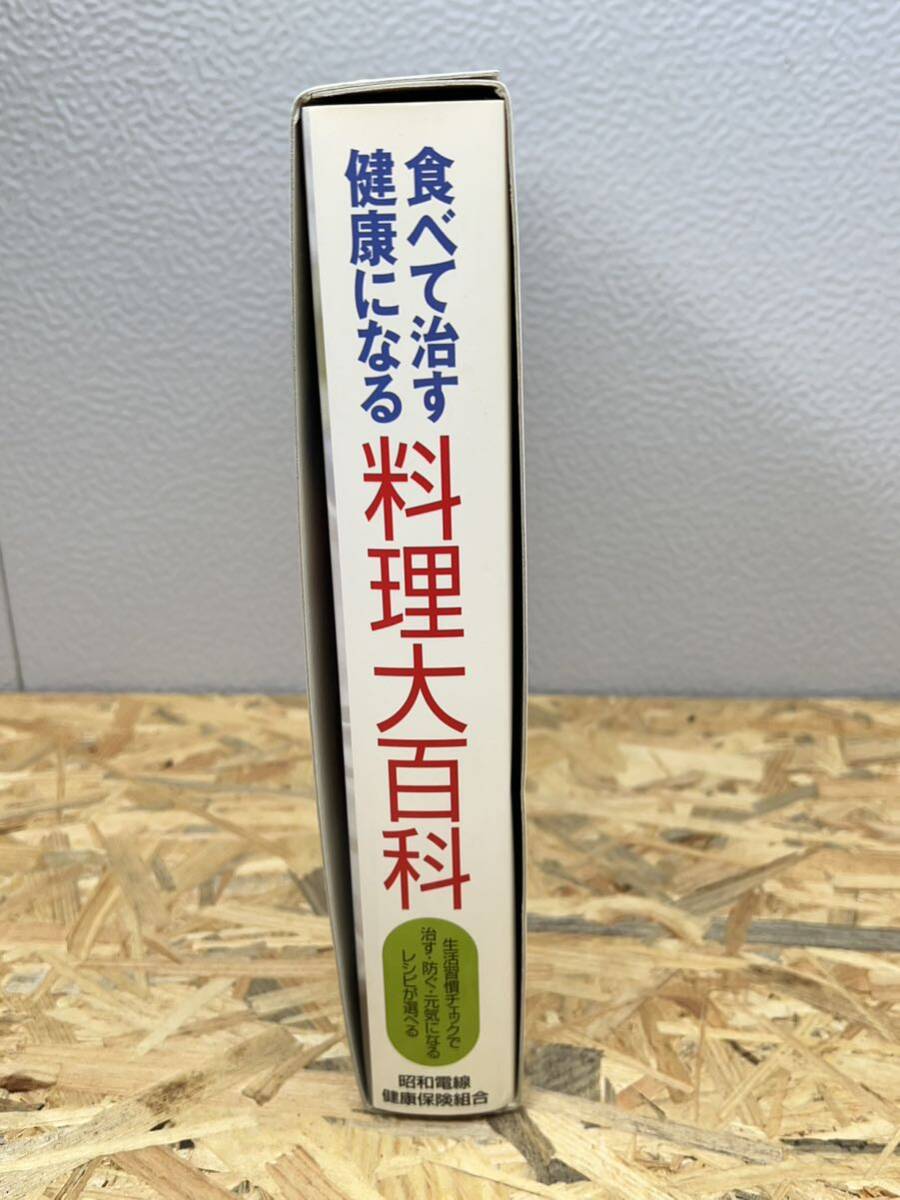 食べて治す
健康になる
料理大百科
生活習慣チェックで
治す・防ぐ・元気になる
レシピが選べる
昭和電線
健康保険組合